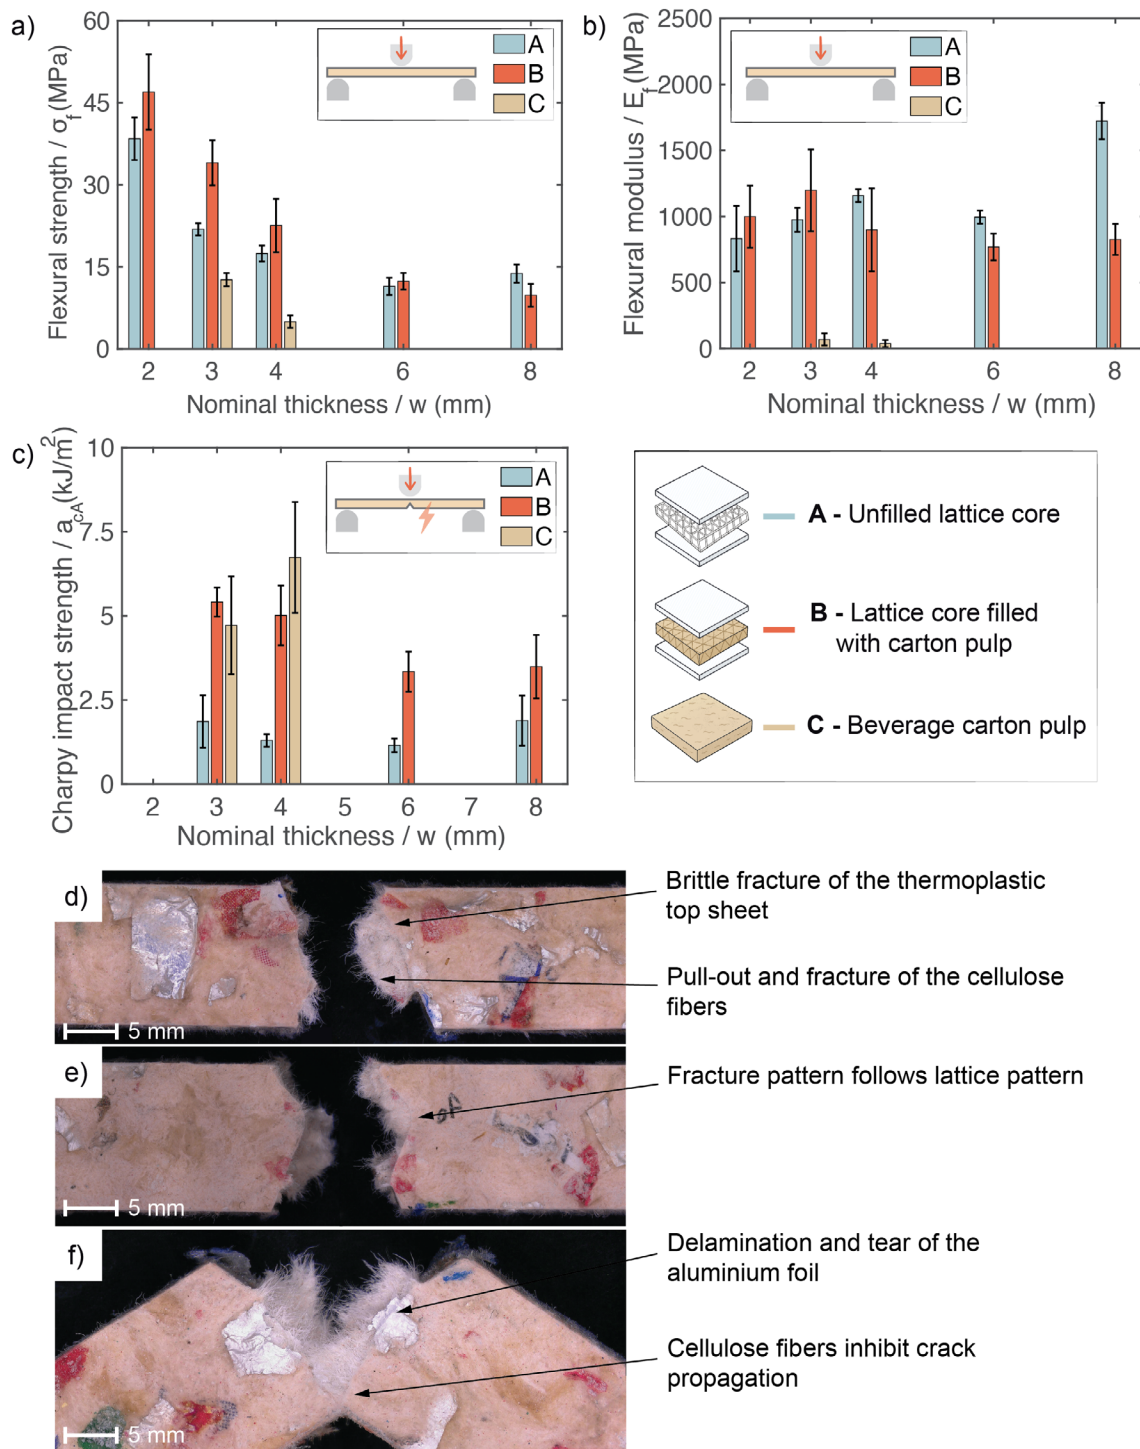 a)
Flexural strength / σf (MPa)
60
45
30
15
0
A
B
C
2 3 4 6 8
Nominal thickness / w (mm)
b)
Flexural modulus / Ef (MPa)
2500
2000
1500
1000
500
0
A
B
C
2 3 4 6 8
Nominal thickness / w (mm)
c)
Charpy impact strength / acA (kJ/m²
10
7.5
5
2.5
0
A
B
C
2 3 4 5 6 7 8
Nominal thickness / w (mm)
A - Unfilled lattice core
B - Lattice core filled
with carton pulp
C - Beverage carton pulp
d)
5 mm
Brittle fracture of the thermoplastic
top sheet
Pull-out and fracture of the cellulose
fibers
e)
5 mm
Fracture pattern follows lattice pattern
f)
5 mm
Delamination and tear of the
aluminium foil
Cellulose fibers inhibit crack
propagation